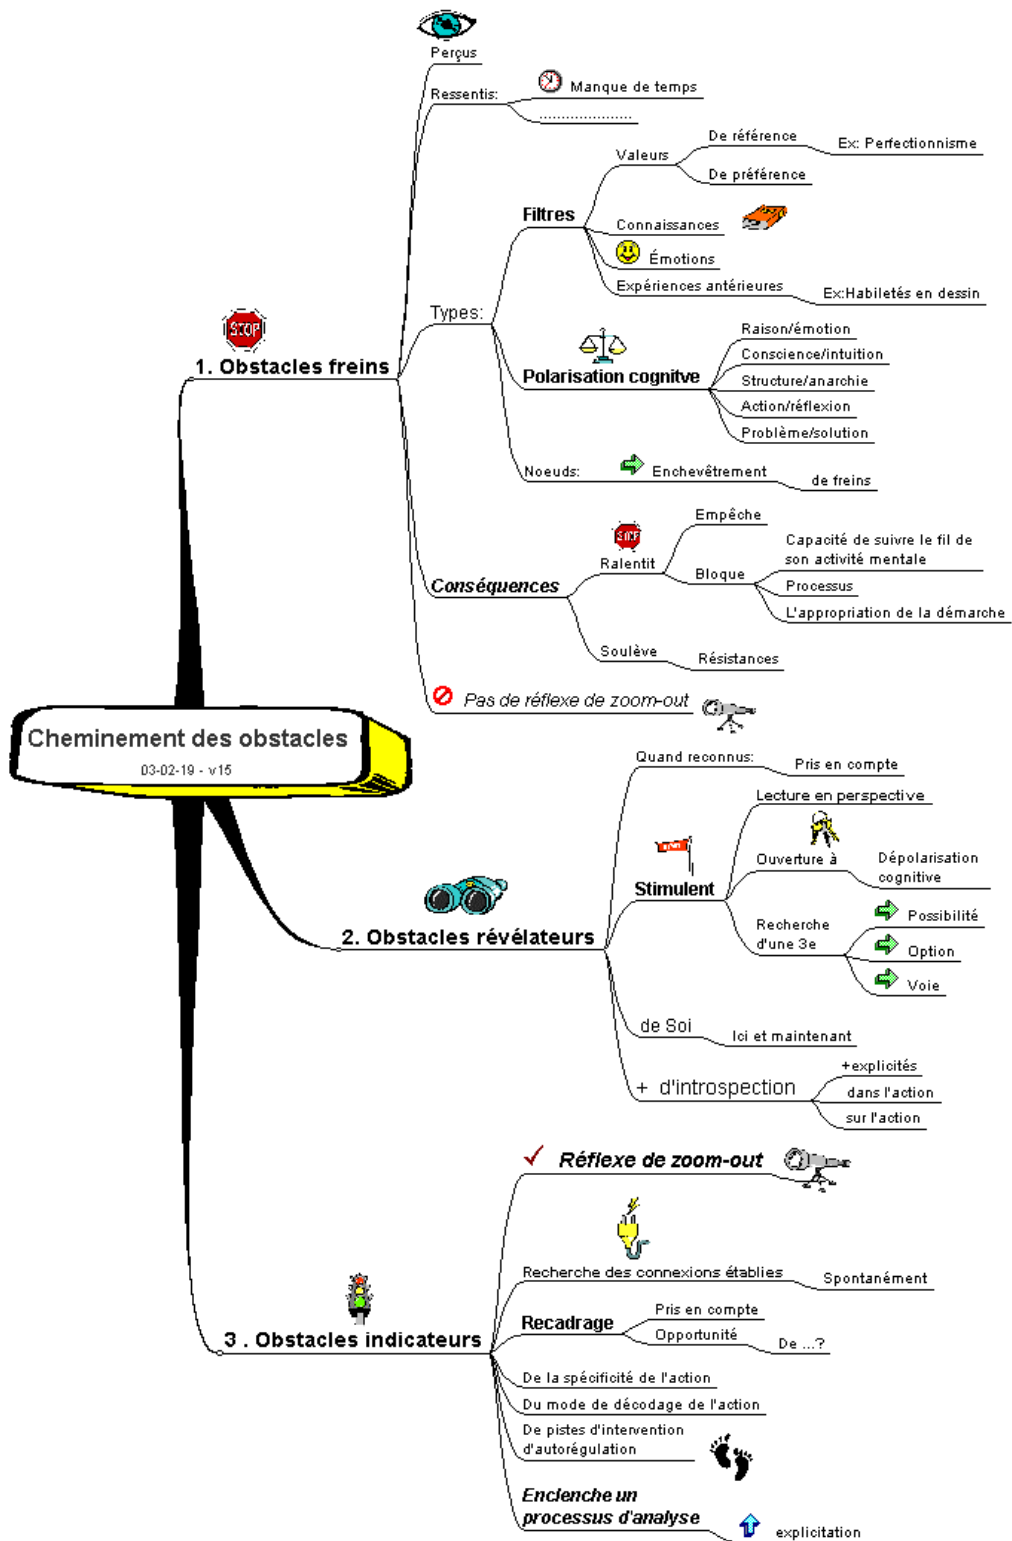 Perçus
Ressentis:
Manque de temps
.....................
De référence
Ex: Perfectionnisme
Valeurs
De préférence
Filtres
Connaissances
Émotions
Expériences antérieures
Ex:Habiletés en dessin
Types:
STOP
1. Obstacles freins
Raison/émotion
Conscience/intuition
Polarisation cognitve
Structure/anarchie
Action/réflexion
Problème/solution
Noeuds:
Enchevêtrement
de freins
Empêche
STOP
Ralentit
Capacité de suivre le fil de
son activité mentale
Bloque
Processus
L'appropriation de la démarche
Conséquences
Soulève
Résistances
Pas de réflexe de zoom-out
Cheminement des obstacles
03-02-19 - v15
Quand reconnus:
Pris en compte
Lecture en perspective
Stimulent
Ouverture à
Dépolarisation
cognitive
Recherche
d'une 3e
Possibilité
Option
Voie
2. Obstacles révélateurs
de Soi
Ici et maintenant
+ d'introspection
+explicités
dans l'action
sur l'action
Réflexe de zoom-out
Recherche des connexions établies
Spontanément
Recadrage
Pris en compte
Opportunité
De ...?
3 . Obstacles indicateurs
De la spécificité de l'action
Du mode de décodage de l'action
De pistes d'intervention
d'autorégulation
Enclenche un
processus d'analyse
explicitation